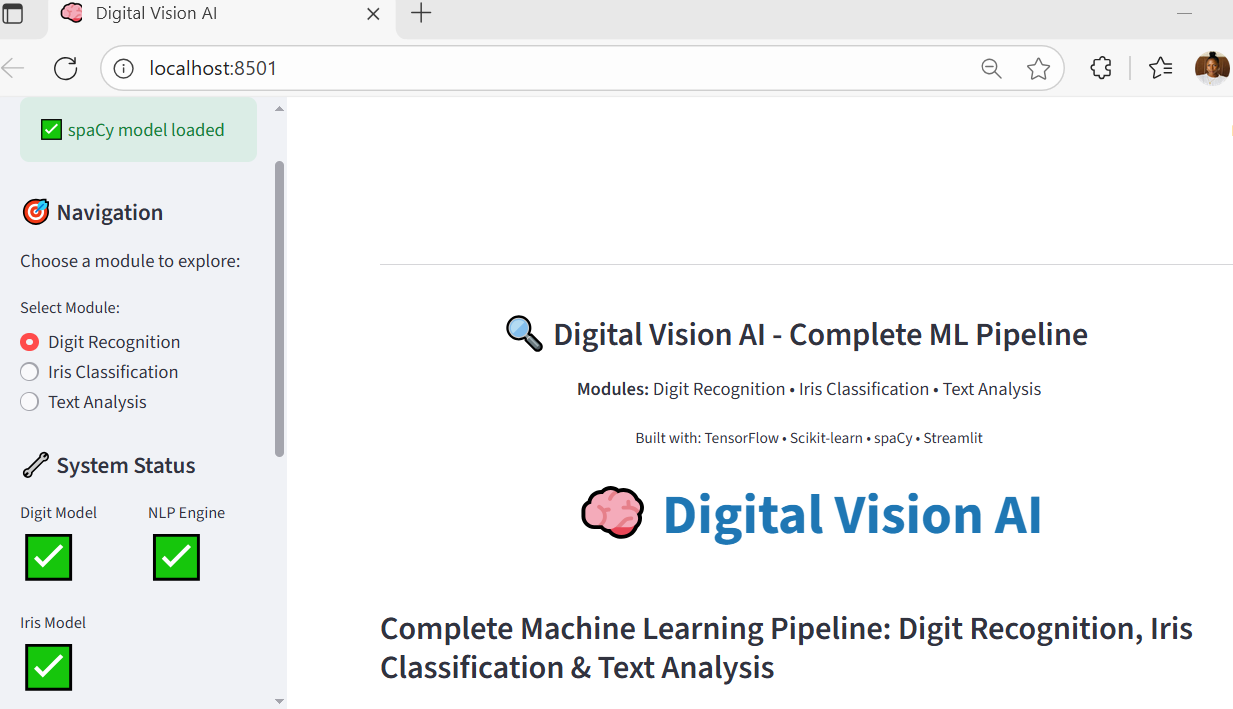 Digital Vision AI
localhost:8501
spaCy model loaded
Navigation
Choose a module to explore:
Select Module:
Digit Recognition
Iris Classification
Text Analysis
System Status
Digit Model
NLP Engine
Iris Model
Digital Vision AI - Complete ML Pipeline
Modules: Digit Recognition • Iris Classification • Text Analysis
Built with: TensorFlow • Scikit-learn • spaCy • Streamlit
Digital Vision AI
Complete Machine Learning Pipeline: Digit Recognition, Iris
Classification & Text Analysis